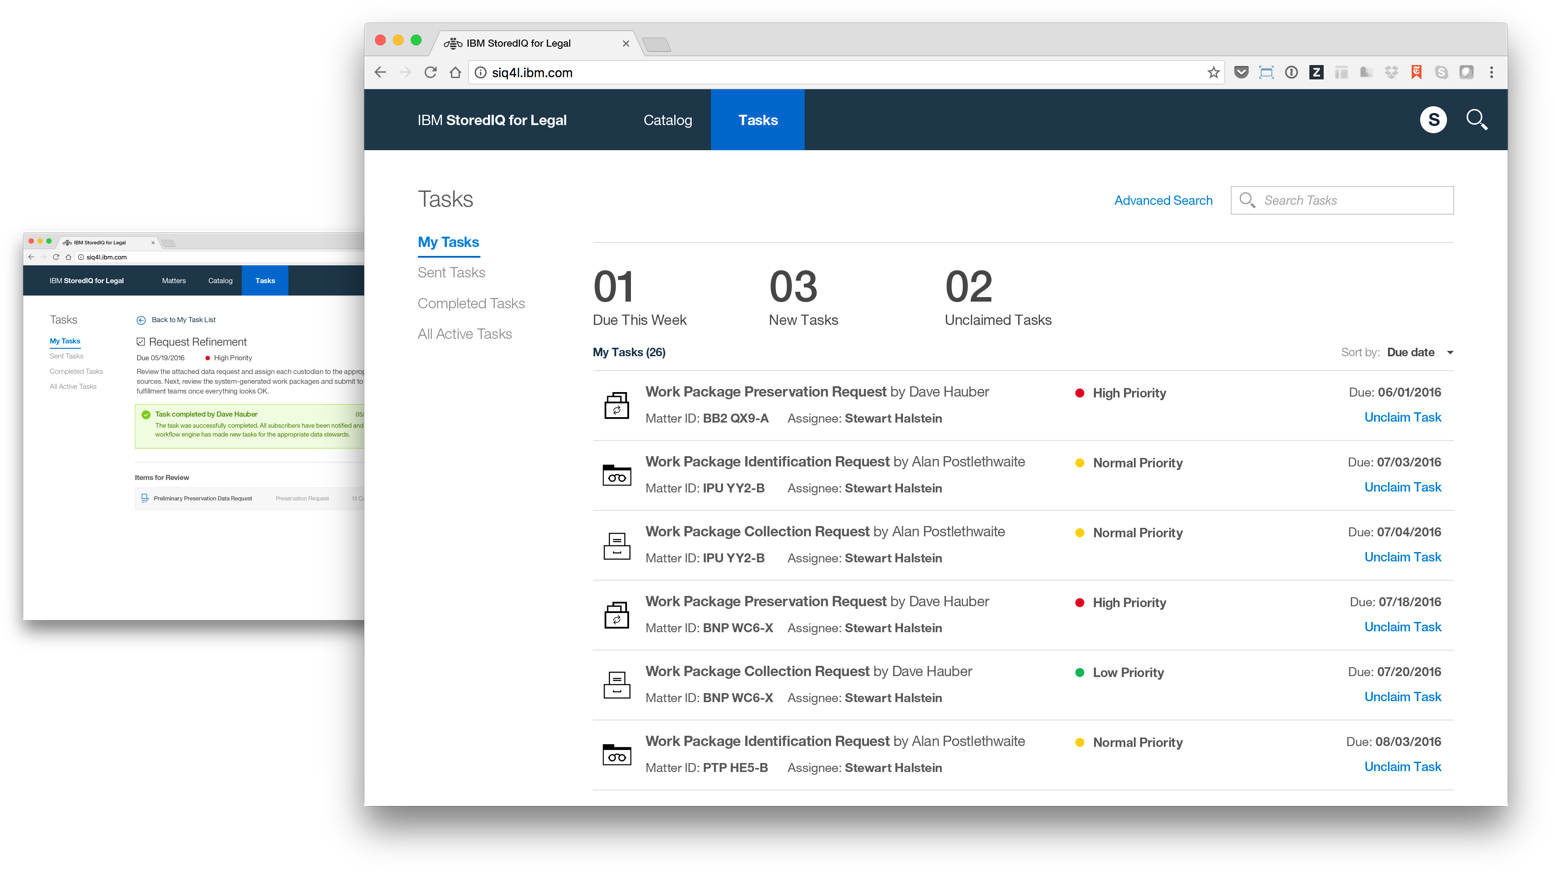 IBM StoredIQ for Legal
siq4l.ibm.com
IBM StoredIQ for Legal
Catalog
Tasks
S
Tasks
Advanced Search
Search Tasks
My Tasks
Sent Tasks
Completed Tasks
All Active Tasks
01
Due This Week
03
New Tasks
02
Unclaimed Tasks
My Tasks (26)
Sort by: Due date
Work Package Preservation Request by Dave Hauber
High Priority
Due: 06/01/2016
Matter ID: BB2 QX9-A Assignee: Stewart Halstein
Unclaim Task
Work Package Identification Request by Alan Postlethwaite
Normal Priority
Due: 07/03/2016
Matter ID: IPU YY2-B Assignee: Stewart Halstein
Unclaim Task
Work Package Collection Request by Alan Postlethwaite
Normal Priority
Due: 07/04/2016
Matter ID: IPU YY2-B Assignee: Stewart Halstein
Unclaim Task
Work Package Preservation Request by Dave Hauber
High Priority
Due: 07/18/2016
Matter ID: BNP WC6-X Assignee: Stewart Halstein
Unclaim Task
Work Package Collection Request by Dave Hauber
Low Priority
Due: 07/20/2016
Matter ID: BNP WC6-X Assignee: Stewart Halstein
Unclaim Task
Work Package Identification Request by Alan Postlethwaite
Normal Priority
Due: 08/03/2016
Matter ID: PTP HE5-B Assignee: Stewart Halstein
Unclaim Task
IBM StoredIQ for Legal
siq4l.ibm.com
IBM StoredIQ for Legal
Matters
Catalog
Tasks
Tasks
My Tasks
Sent Tasks
Completed Tasks
All Active Tasks
Back to My Task List
Request Refinement
Due 05/19/2016
High Priority
Review the attached data request and assign each custodian to the
sources. Next, review the system-generated work packages and submit to
fulfillment teams once everything looks OK.
Task completed by Dave Hauber
The task was successfully completed. All subscribers have been notified and
workflow engine has made new tasks for the appropriate data stewards.
Items for Review
Preliminary Preservation Data Request
Preservation Request